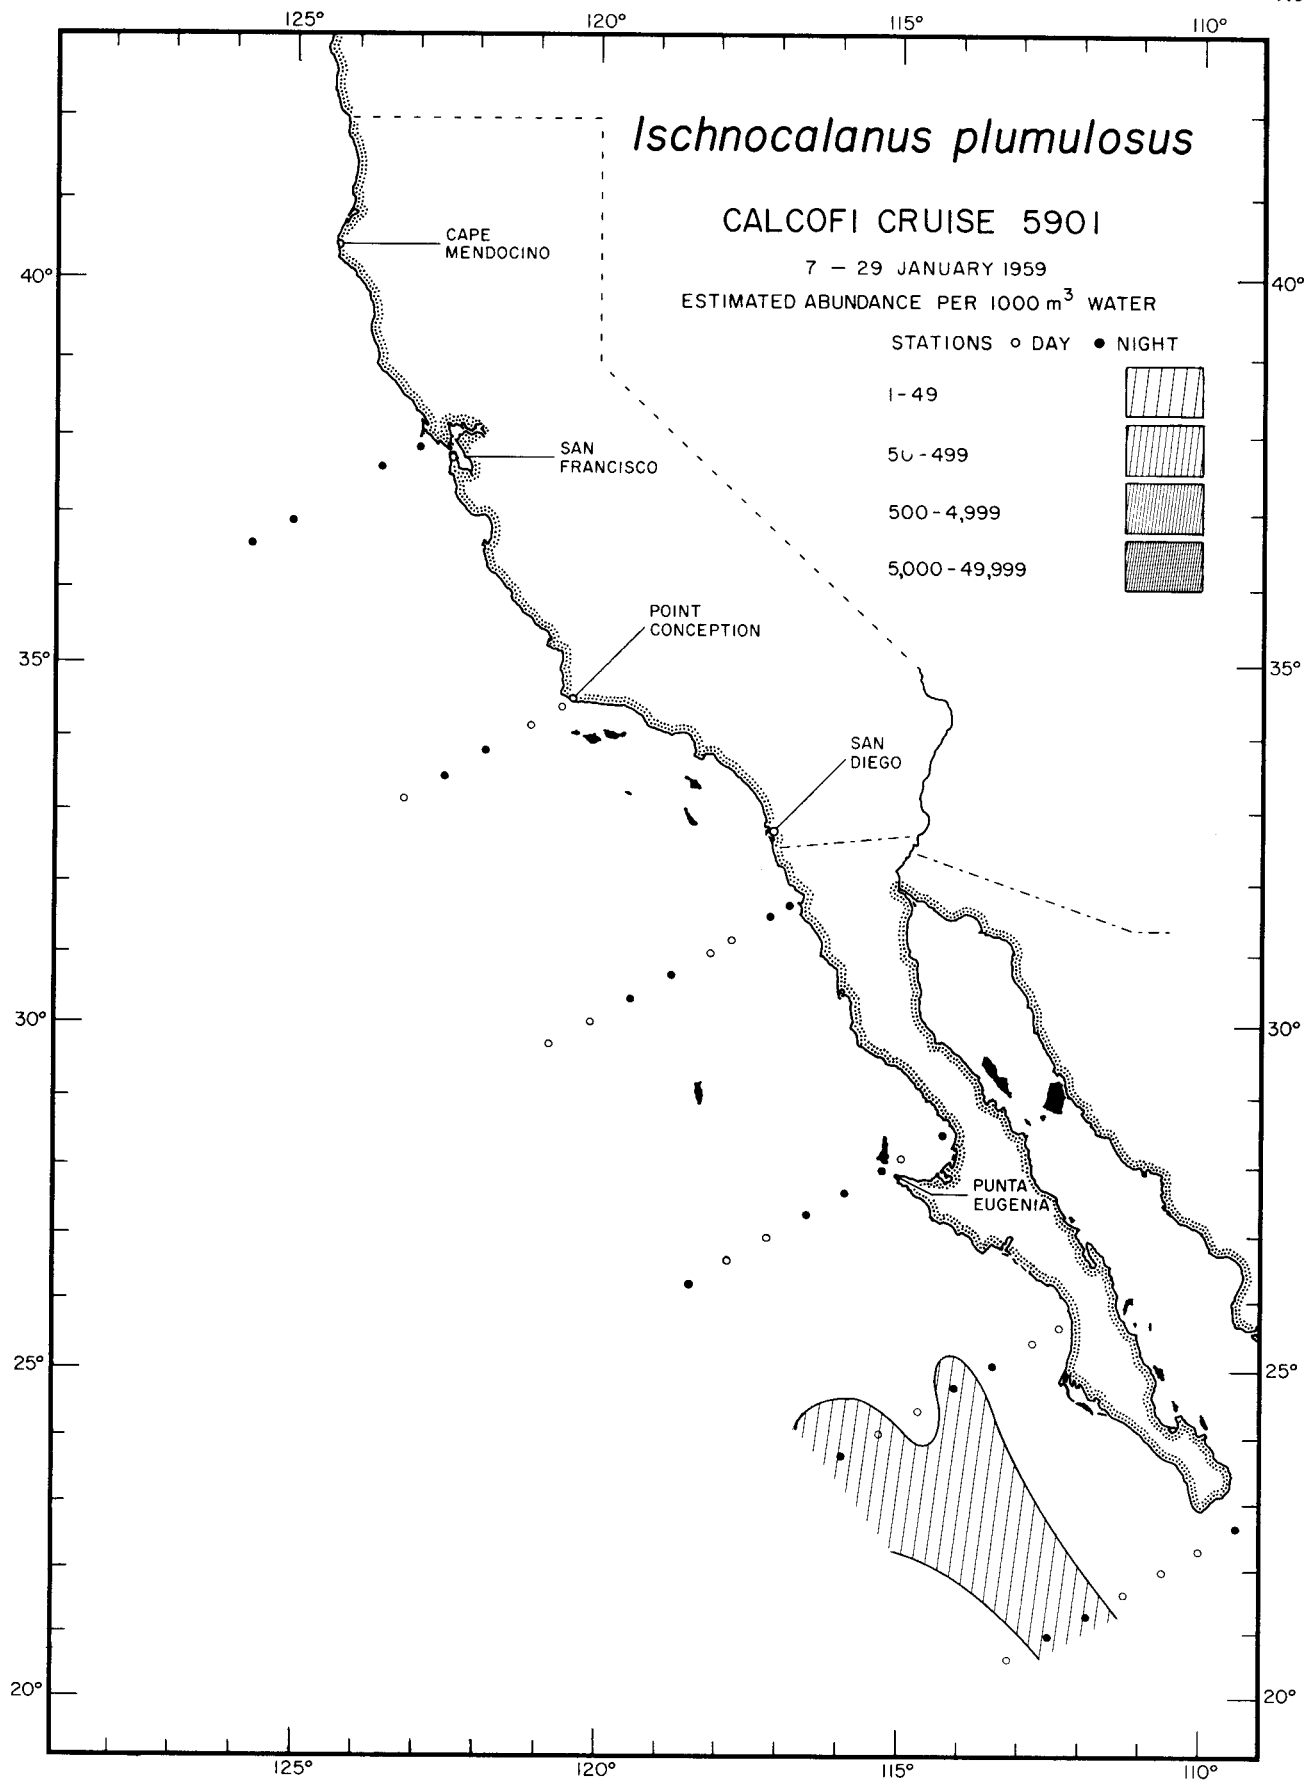 125° 120° 115° 110°
Ischnocalanus plumulosus
CALCOFI CRUISE 5901
7 – 29 JANUARY 1959
ESTIMATED ABUNDANCE PER 1000 m³ WATER
STATIONS ○ DAY ● NIGHT
1-49
50-499
500-4,999
5,000-49,999
CAPE
MENDOCINO
40° 40°
SAN
FRANCISCO
POINT
CONCEPTION
35° 35°
SAN
DIEGO
30° 30°
PUNTA
EUGENIA
25° 25°
20° 20°
125° 120° 115° 110°